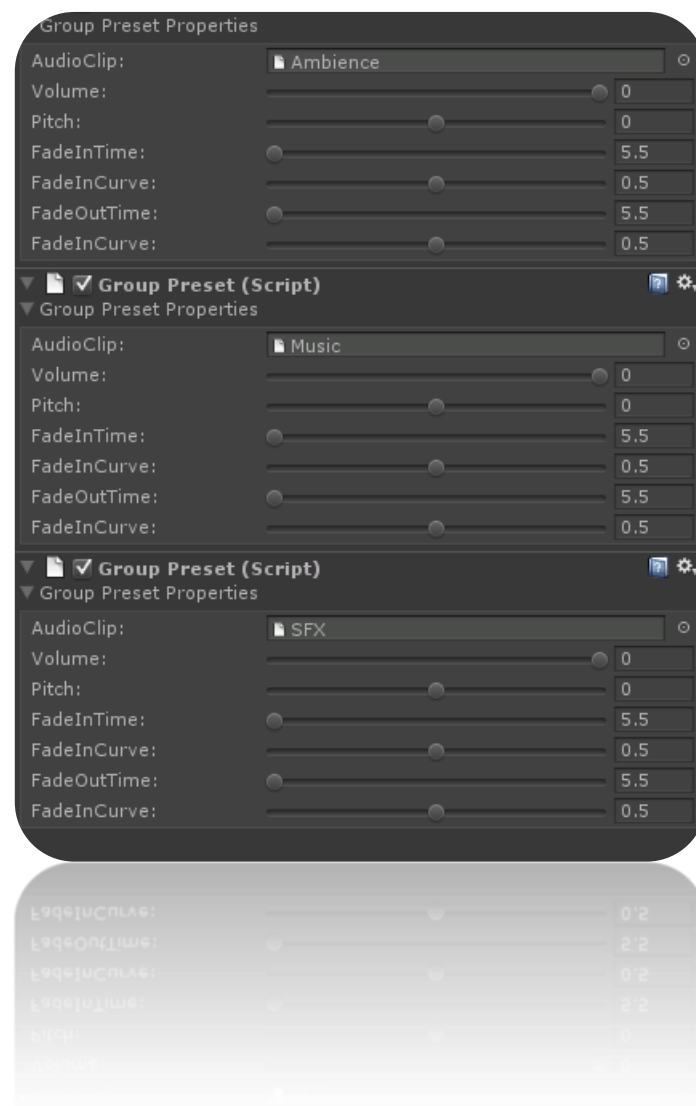 Group Preset Properties
AudioClip: Ambience
Volume: 0
Pitch: 0
FadeInTime: 5.5
FadeInCurve: 0.5
FadeOutTime: 5.5
FadeInCurve: 0.5
Group Preset (Script)
Group Preset Properties
AudioClip: Music
Volume: 0
Pitch: 0
FadeInTime: 5.5
FadeInCurve: 0.5
FadeOutTime: 5.5
FadeInCurve: 0.5
Group Preset (Script)
Group Preset Properties
AudioClip: SFX
Volume: 0
Pitch: 0
FadeInTime: 5.5
FadeInCurve: 0.5
FadeOutTime: 5.5
FadeInCurve: 0.5